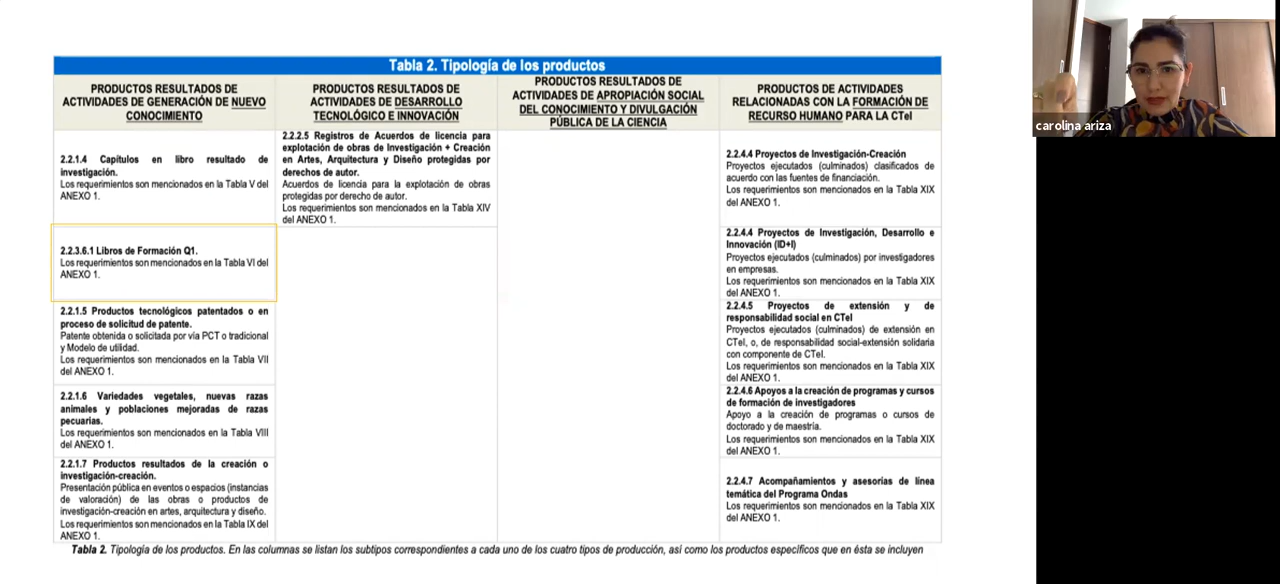 Tabla 2. Tipología de los productos
PRODUCTOS RESULTADOS DE
ACTIVIDADES DE GENERACIÓN DE NUEVO
CONOCIMIENTO
PRODUCTOS RESULTADOS DE
ACTIVIDADES DE DESARROLLO
TECNOLÓGICO E INNOVACIÓN
PRODUCTOS RESULTADOS DE
ACTIVIDADES DE APROPIACIÓN SOCIAL
DEL CONOCIMIENTO Y DIVULGACIÓN
PÚBLICA DE LA CIENCIA
PRODUCTOS DE ACTIVIDADES
RELACIONADAS CON LA FORMACIÓN DE
RECURSO HUMANO PARA LA CTeI
2.2.1.4 Capítulos en libro resultado de
investigación.
Los requerimientos son mencionados en la Tabla V del
ANEXO 1.
2.2.3.6.1 Libros de Formación Q1.
Los requerimientos son mencionados en la Tabla VI del
ANEXO 1.
2.2.1.5 Productos tecnológicos patentados o en
proceso de solicitud de patente.
Patente obtenida o solicitada por vía PCT o tradicional
y Modelo de utilidad.
Los requerimientos son mencionados en la Tabla VII
del ANEXO 1.
2.2.1.6 Variedades vegetales, nuevas razas
animales y poblaciones mejoradas de razas
pecuarias.
Los requerimientos son mencionados en la Tabla VIII
del ANEXO 1.
2.2.1.7 Productos resultados de la creación o
investigación-creación.
Presentación pública en eventos o espacios (instancias
de valoración) de las obras o productos de
investigación-creación en artes, arquitectura y diseño.
Los requerimientos son mencionados en la Tabla IX del
ANEXO 1.
2.2.2.5 Registros de Acuerdos de licencia para
explotación de obras de Investigación + Creación
en Artes, Arquitectura y Diseño protegidas por
derechos de autor.
Acuerdos de licencia para la explotación de obras
protegidas por derecho de autor.
Los requerimientos son mencionados en la Tabla XIV
del ANEXO 1.
2.2.4.4 Proyectos de Investigación-Creación
Proyectos ejecutados (culminados) clasificados de
acuerdo con las fuentes de financiación.
Los requerimientos son mencionados en la Tabla XIX
del ANEXO 1.
2.2.4.4 Proyectos de Investigación, Desarrollo e
Innovación (ID+I)
Proyectos ejecutados (culminados) por investigadores
en empresas.
Los requerimientos son mencionados en la Tabla XIX
del ANEXO 1.
2.2.4.5 Proyectos de extensión y de
responsabilidad social en CTeI
Proyectos ejecutados (culminados) de extensión en
CTeI, o, de responsabilidad social-extensión solidaria
con componente de CTeI.
Los requerimientos son mencionados en la Tabla XIX
del ANEXO 1.
2.2.4.6 Apoyos a la creación de programas y cursos
de formación de investigadores
Apoyo a la creación de programas o cursos de
doctorado y de maestría.
Los requerimientos son mencionados en la Tabla XIX
del ANEXO 1.
2.2.4.7 Acompañamientos y asesorías de línea
temática del Programa Ondas
Los requerimientos son mencionados en la Tabla XIX
del ANEXO 1.
Tabla 2. Tipología de los productos. En las columnas se listan los subtipos correspondientes a cada uno de los cuatro tipos de producción, así como los productos específicos que en ésta se incluyen
carolina ariza